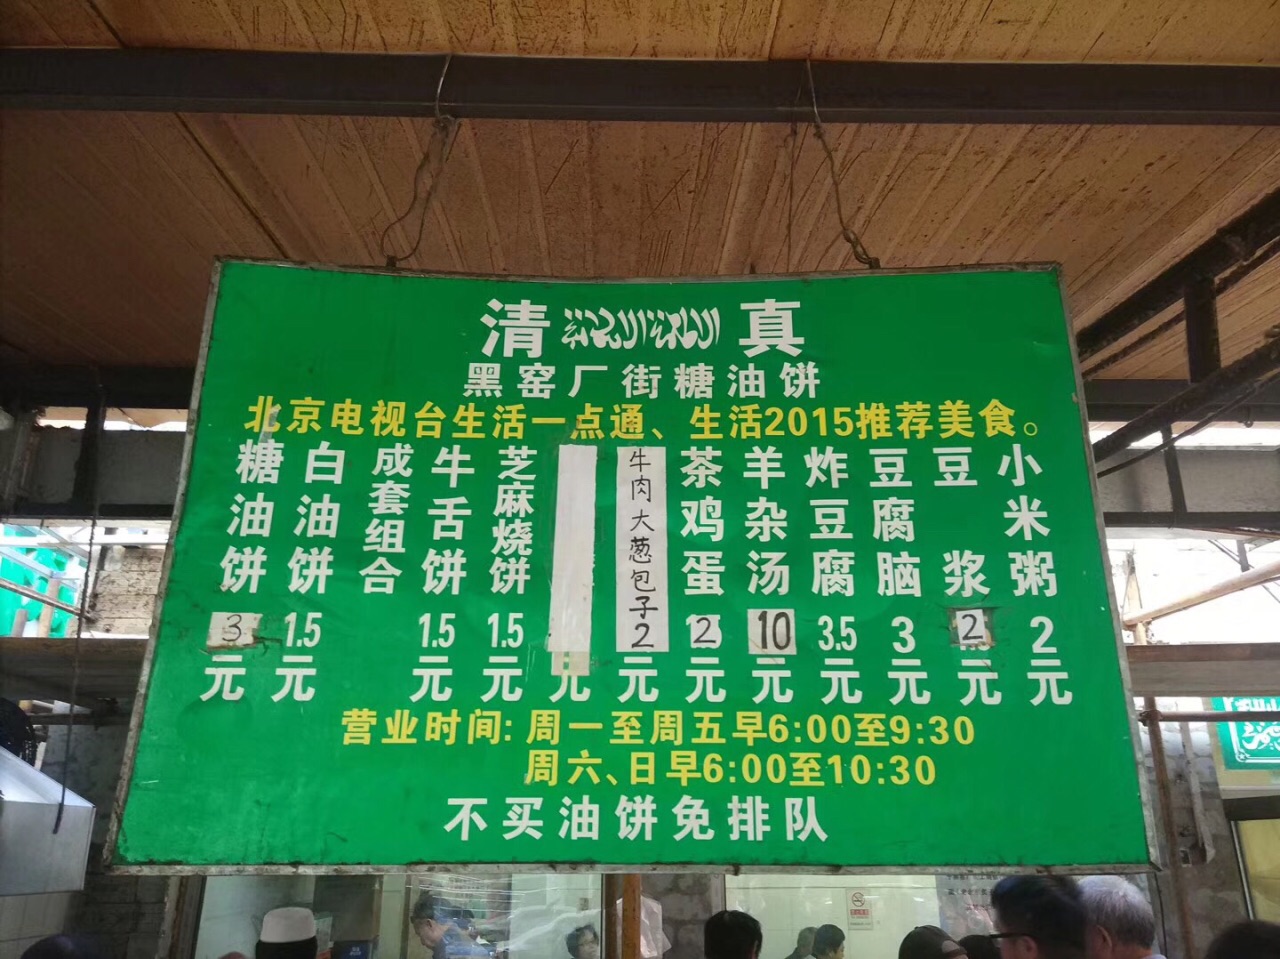 清 真
黑窑厂街糖油饼
北京电视台生活一点通、生活2015推荐美食。
糖油饼 3元
白油饼 1.5元
成套组合
牛舌饼 1.5元
芝麻烧饼 1.5元
元
牛肉大葱包子 2元
茶鸡蛋 2元
羊杂汤 10元
炸豆腐 3.5元
豆腐脑 3元
豆浆 2元
小米粥 2元
营业时间: 周一至周五早6:00至9:30
周六、日早6:00至10:30
不买油饼免排队